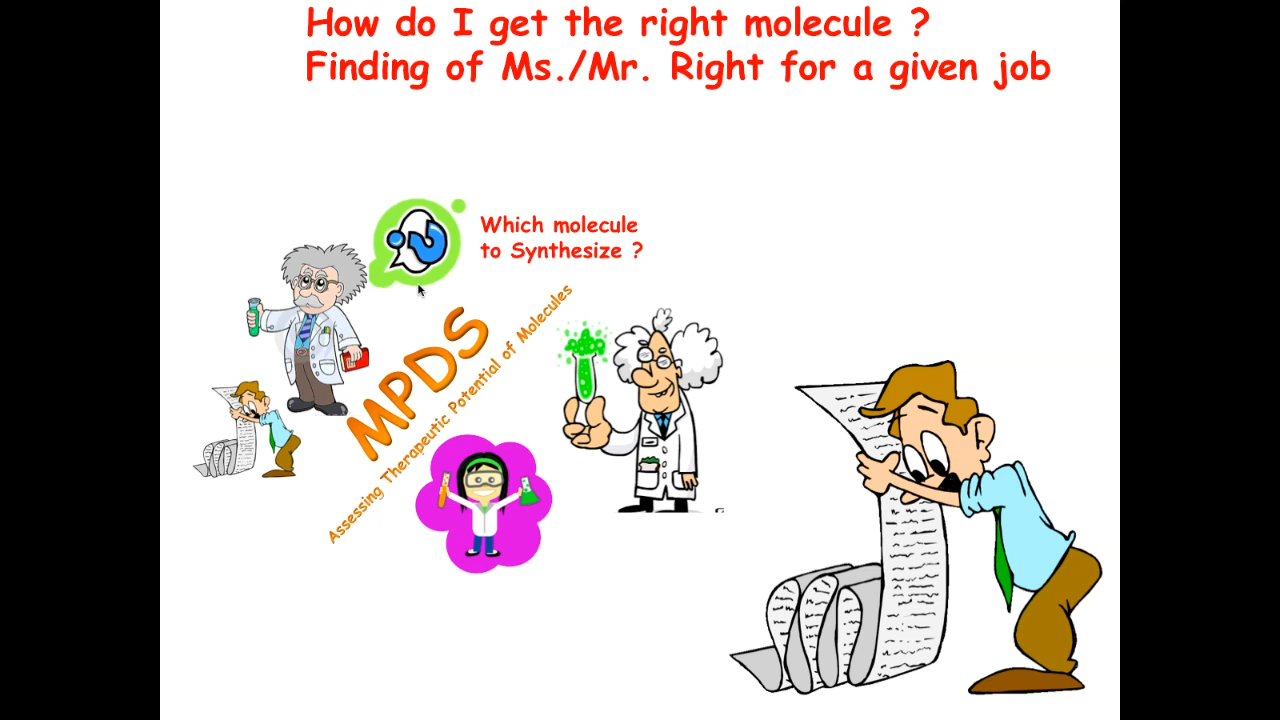 How do I get the right molecule ?
Finding of Ms./Mr. Right for a given job
Which molecule
to Synthesize ?
MPDS
Assessing Therapeutic Potential of Molecules